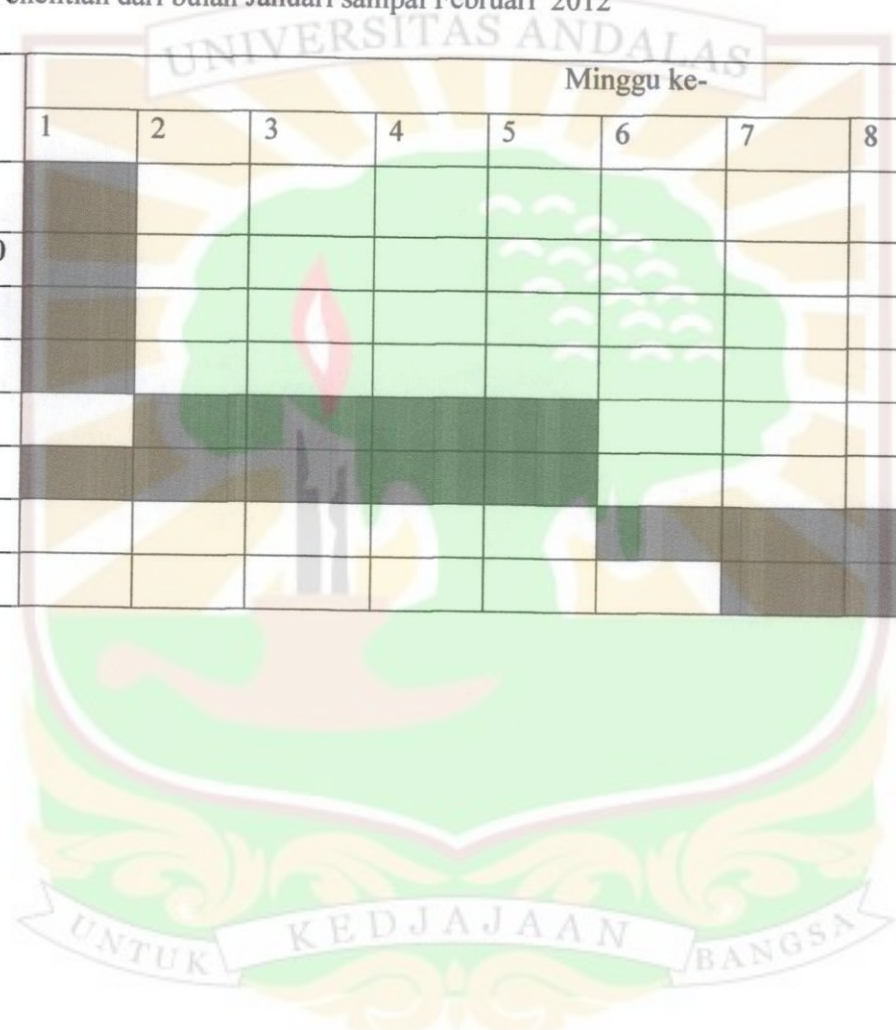 dari bulan Januari sampai Februari 2012
UNIVERSITAS ANDALAS
Minggu ke-
1 2 3 4 5 6 7 8
UNTUK KEDJAJAAN BANGSA